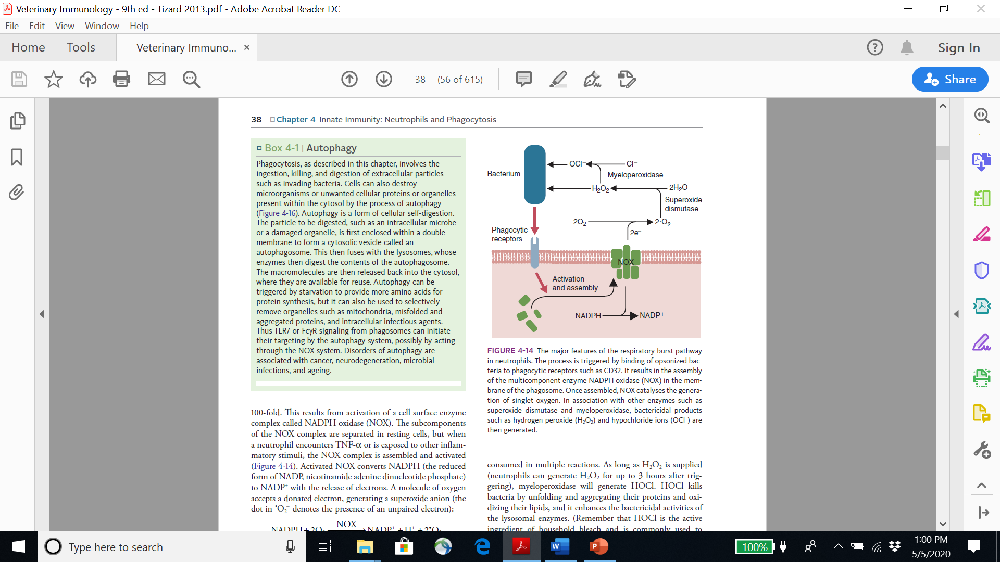 Veterinary Immunology - 9th ed - Tizard 2013.pdf - Adobe Acrobat Reader DC
File Edit View Window Help
Home Tools Veterinary Immuno... × Sign In
38 (56 of 615) Share
38 Chapter 4 Innate Immunity: Neutrophils and Phagocytosis
Box 4-1 | Autophagy
Phagocytosis, as described in this chapter, involves the
ingestion, killing, and digestion of extracellular particles
such as invading bacteria. Cells can also destroy
microorganisms or unwanted cellular proteins or organelles
present within the cytosol by the process of autophagy
(Figure 4-16). Autophagy is a form of cellular self-digestion.
The particle to be digested, such as an intracellular microbe
or a damaged organelle, is first enclosed within a double
membrane to form a cytosolic vesicle called an
autophagosome. This then fuses with the lysosomes, whose
enzymes then digest the contents of the autophagosome.
The macromolecules are then released back into the cytosol,
where they are available for reuse. Autophagy can be
triggered by starvation to provide more amino acids for
protein synthesis, but it can also be used to selectively
remove organelles such as mitochondria, misfolded and
aggregated proteins, and intracellular infectious agents.
Thus TLR7 or FcγR signaling from phagosomes can initiate
their targeting by the autophagy system, possibly by acting
through the NOX system. Disorders of autophagy are
associated with cancer, neurodegeneration, microbial
infections, and ageing.
100-fold. This results from activation of a cell surface enzyme
complex called NADPH oxidase (NOX). The subcomponents
of the NOX complex are separated in resting cells, but when
a neutrophil encounters TNF-α or is exposed to other inflam-
matory stimuli, the NOX complex is assembled and activated
(Figure 4-14). Activated NOX converts NADPH (the reduced
form of NADP, nicotinamide adenine dinucleotide phosphate)
to NADP⁺ with the release of electrons. A molecule of oxygen
accepts a donated electron, generating a superoxide anion (the
dot in •O₂⁻ denotes the presence of an unpaired electron):
NOX
NADPH + 2O₂ → NADP⁺ + H⁺ + 2•O₂⁻
Bacterium
OCl⁻ Cl⁻
Myeloperoxidase
H₂O₂ 2H₂O
Superoxide
dismutase
2O₂ 2·O₂⁻
2e⁻
Phagocytic
receptors
NOX
Activation
and assembly
NADPH NADP⁺
FIGURE 4-14 The major features of the respiratory burst pathway
in neutrophils. The process is triggered by binding of opsonized bac-
teria to phagocytic receptors such as CD32. It results in the assembly
of the multicomponent enzyme NADPH oxidase (NOX) in the mem-
brane of the phagosome. Once assembled, NOX catalyses the genera-
tion of singlet oxygen. In association with other enzymes such as
superoxide dismutase and myeloperoxidase, bactericidal products
such as hydrogen peroxide (H₂O₂) and hypochloride ions (OCl⁻) are
then generated.
consumed in multiple reactions. As long as H₂O₂ is supplied
(neutrophils can generate H₂O₂ for up to 3 hours after trig-
gering), myeloperoxidase will generate HOCl. HOCl kills
bacteria by unfolding and aggregating their proteins and oxi-
dizing their lipids, and it enhances the bactericidal activities of
the lysosomal enzymes. (Remember that HOCl is the active
ingredient of household bleach and is commonly used to
Type here to search
100%
1:00 PM
5/5/2020